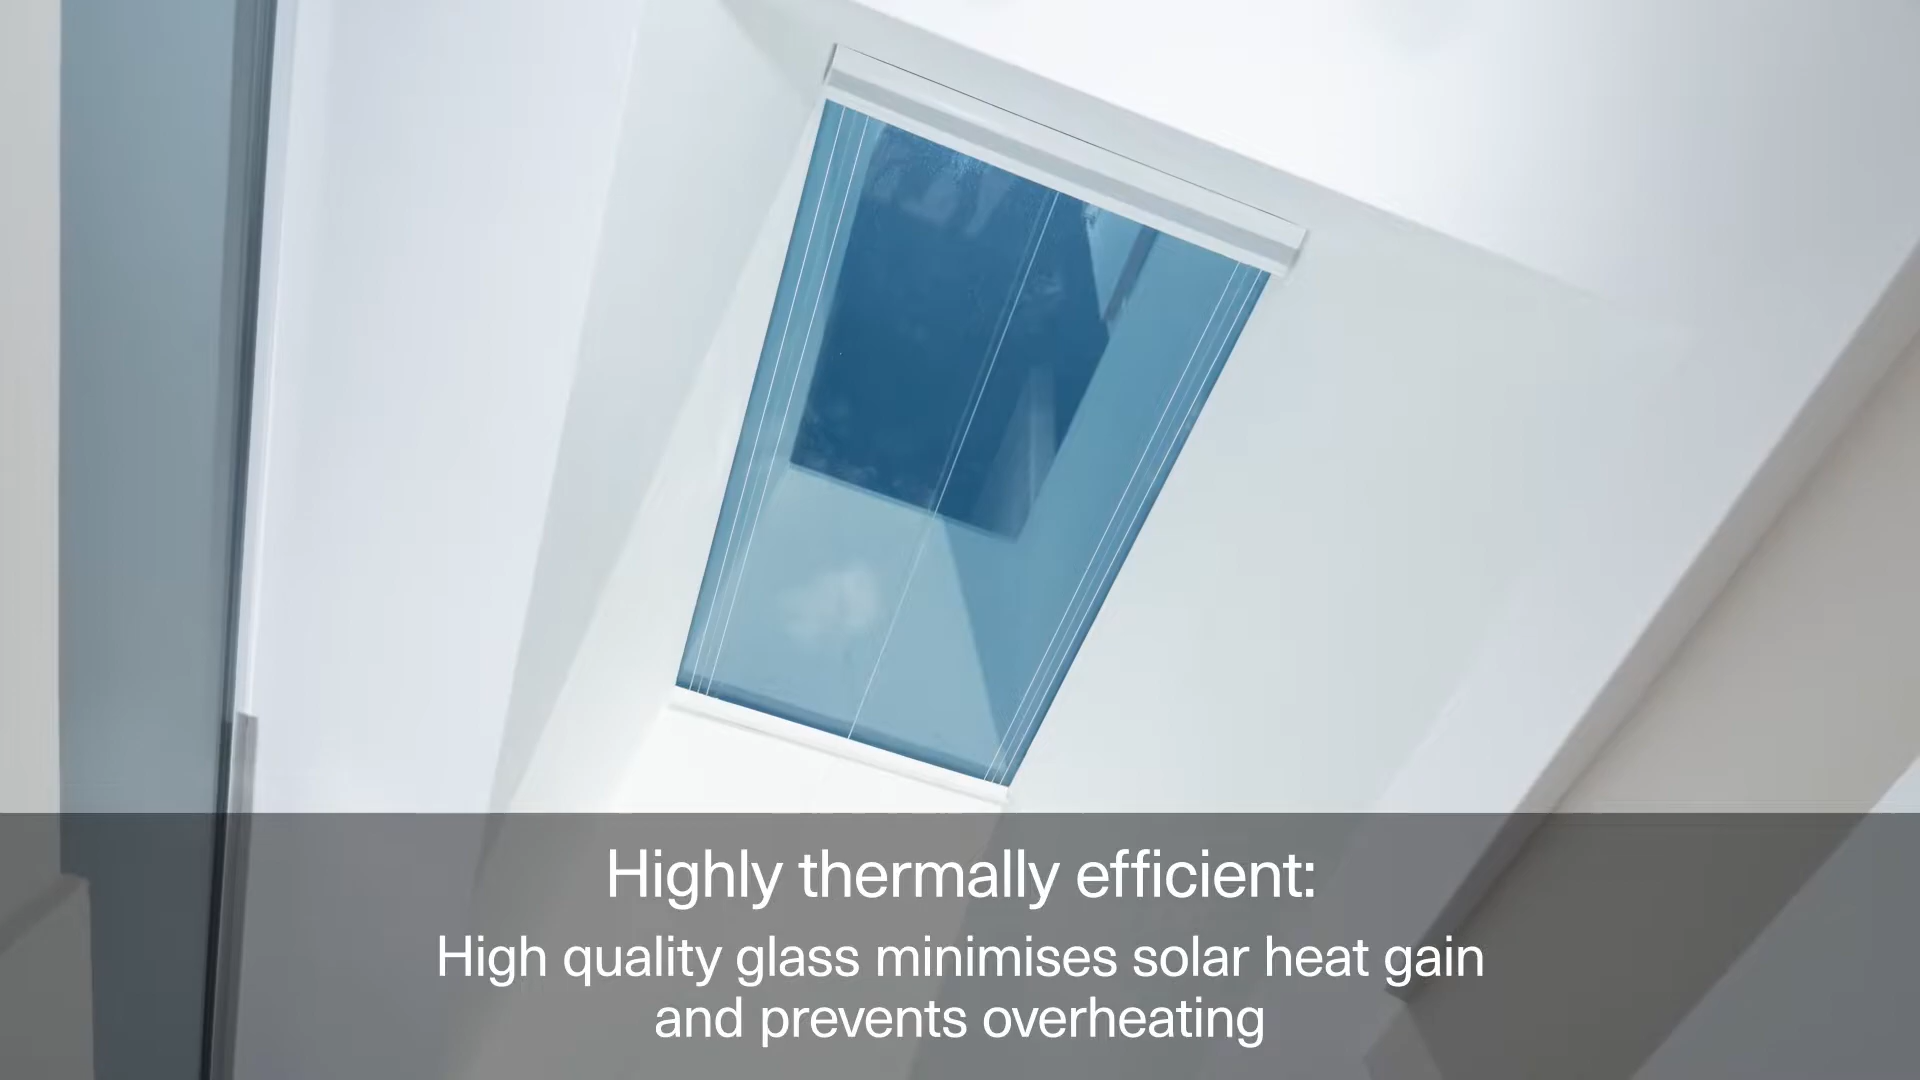 Highly thermally efficient:
High quality glass minimises solar heat gain
and prevents overheating